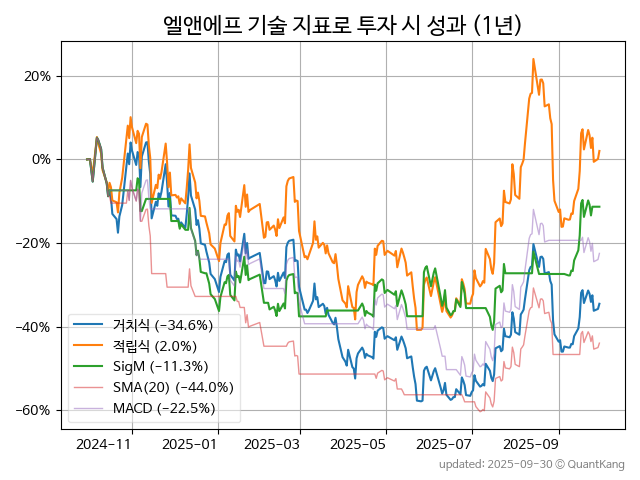 엘앤에프 기술 지표로 투자 시 성과 (1년)
20%
0%
−20%
−40%
−60%
거치식 (−34.6%)
적립식 (2.0%)
SigM (−11.3%)
SMA(20) (−44.0%)
MACD (−22.5%)
2024−11 2025−01 2025−03 2025−05 2025−07 2025−09
updated: 2025-09-30 © QuantKang